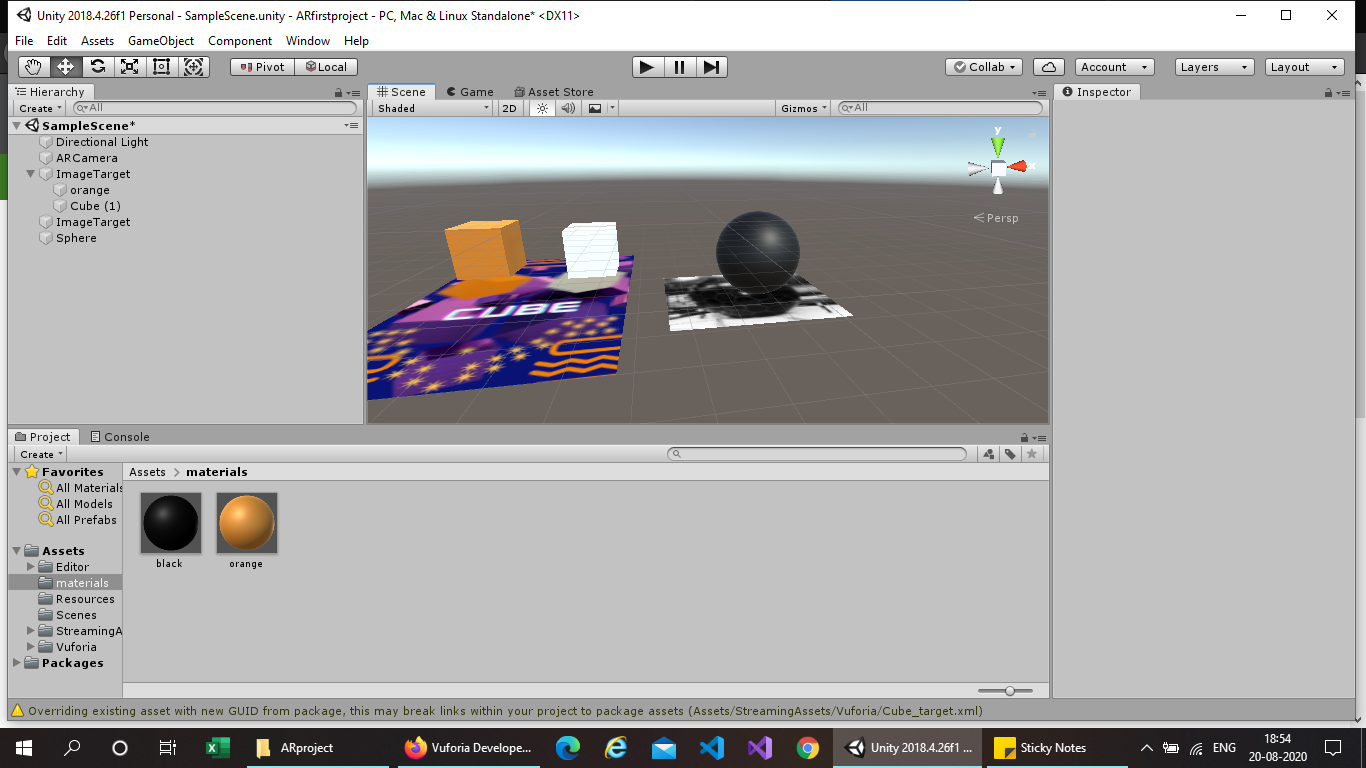 Unity 2018.4.26f1 Personal - SampleScene.unity - ARfirstproject - PC, Mac & Linux Standalone* <DX11>
File Edit Assets GameObject Component Window Help
Pivot Local Collab Account Layers Layout
Hierarchy
Create All
SampleScene*
Directional Light
ARCamera
ImageTarget
orange
Cube (1)
ImageTarget
Sphere
Scene Game Asset Store
Shaded 2D Gizmos All
y
Persp
CUBE
Inspector
Project Console
Create
Favorites
All Materials
All Models
All Prefabs
Assets
Editor
materials
Resources
Scenes
StreamingA
Vuforia
Packages
Assets > materials
black orange
Overriding existing asset with new GUID from package, this may break links within your project to package assets (Assets/StreamingAssets/Vuforia/Cube_target.xml)
ARproject Vuforia Develope... Unity 2018.4.26f1 ... Sticky Notes ENG 18:54
20-08-2020